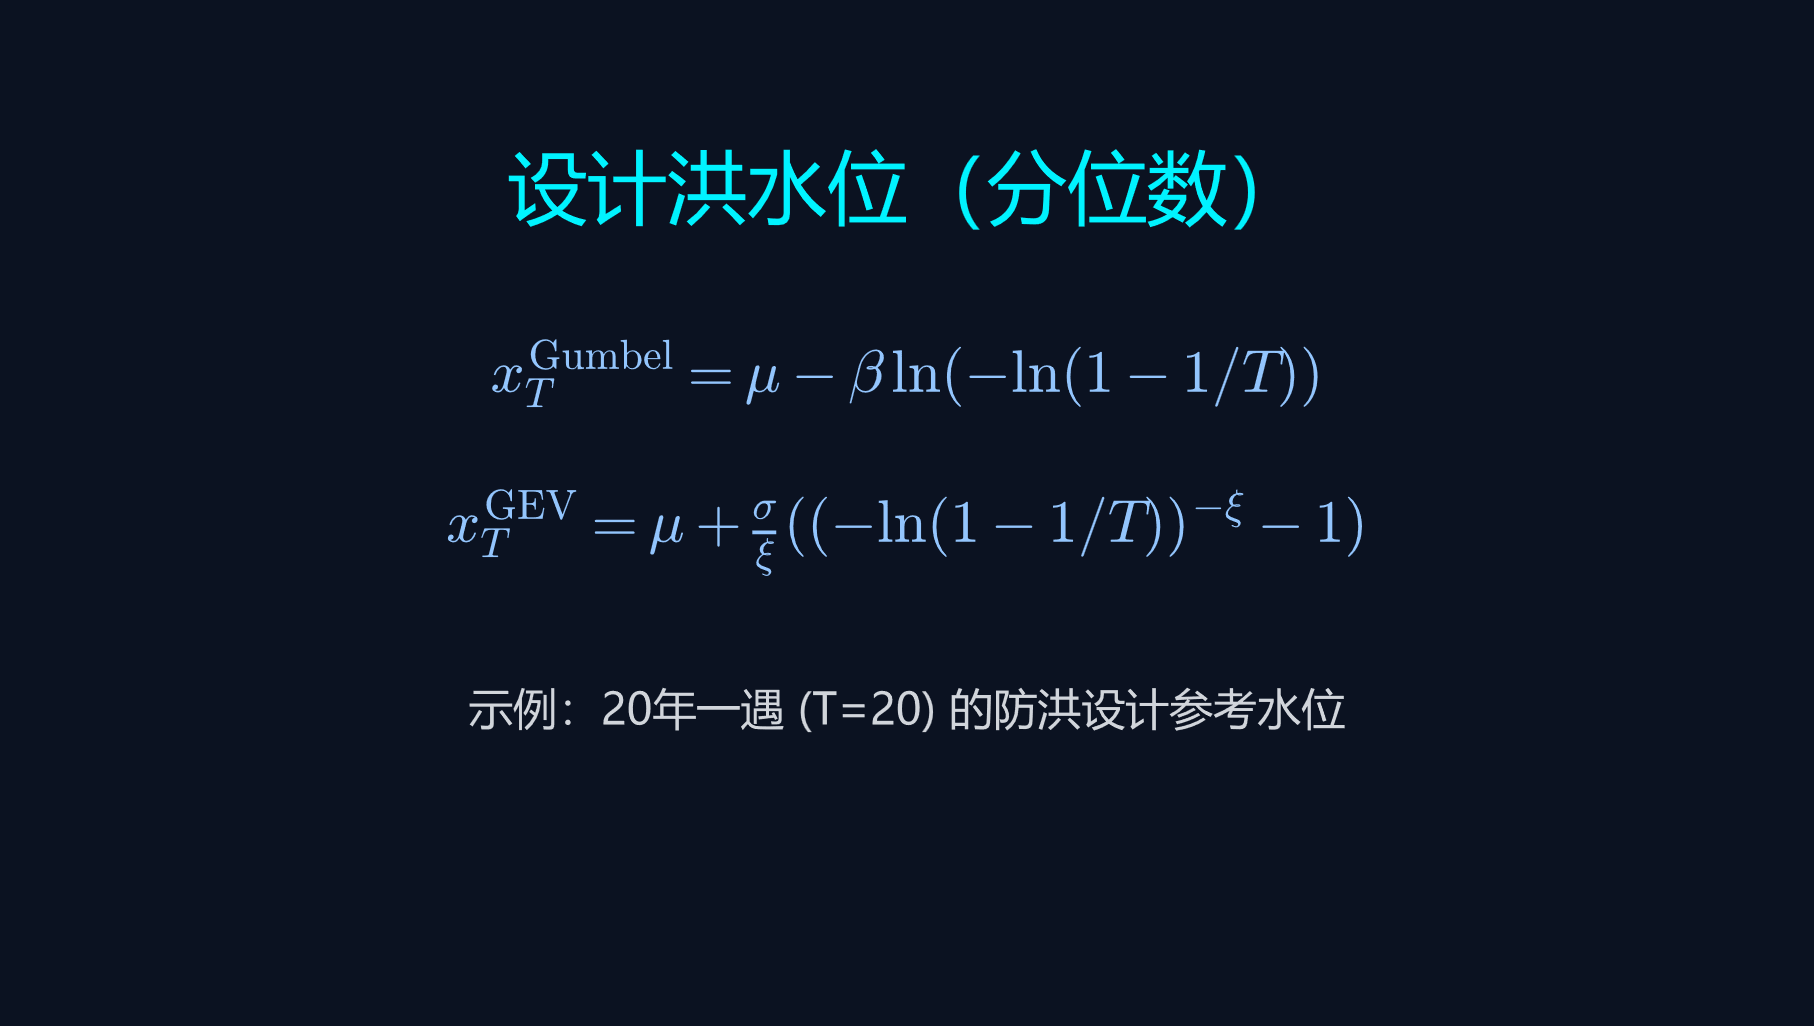 设计洪水位（分位数）
x_T^{Gumbel} = μ − β ln(−ln(1 − 1/T))
x_T^{GEV} = μ + \frac{σ}{ξ}((−ln(1 − 1/T))^{−ξ} − 1)
示例：20年一遇 (T=20) 的防洪设计参考水位